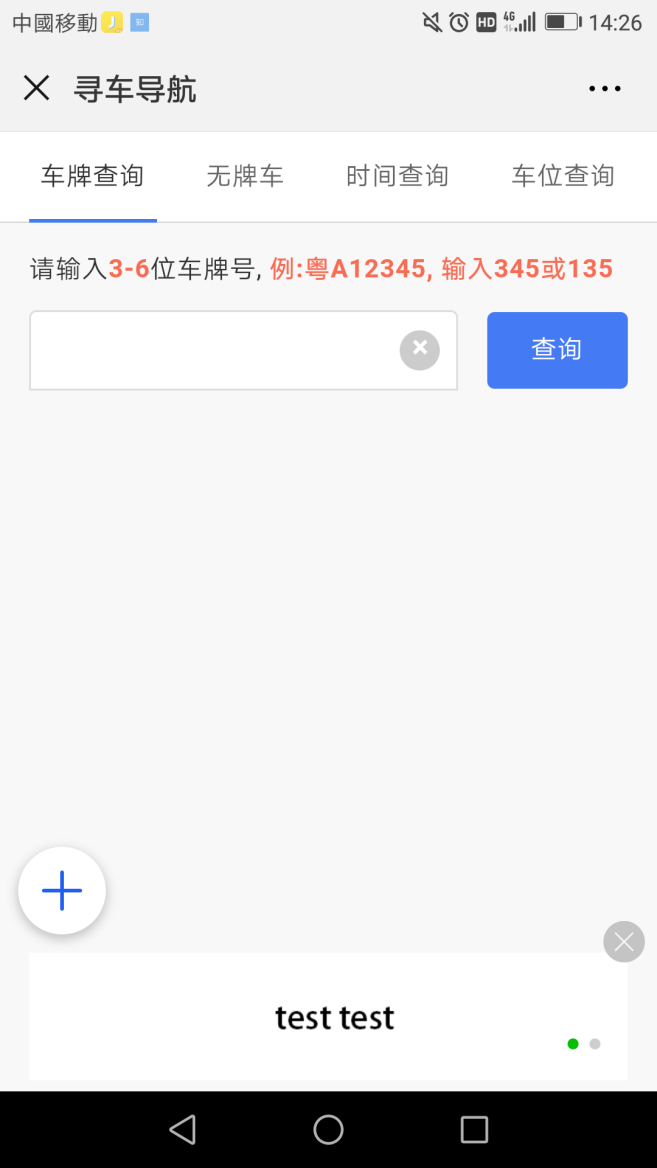 中國移動 知 HD 4G 14:26
寻车导航
车牌查询 无牌车 时间查询 车位查询
请输入3-6位车牌号, 例:粤A12345, 输入345或135
查询
test test